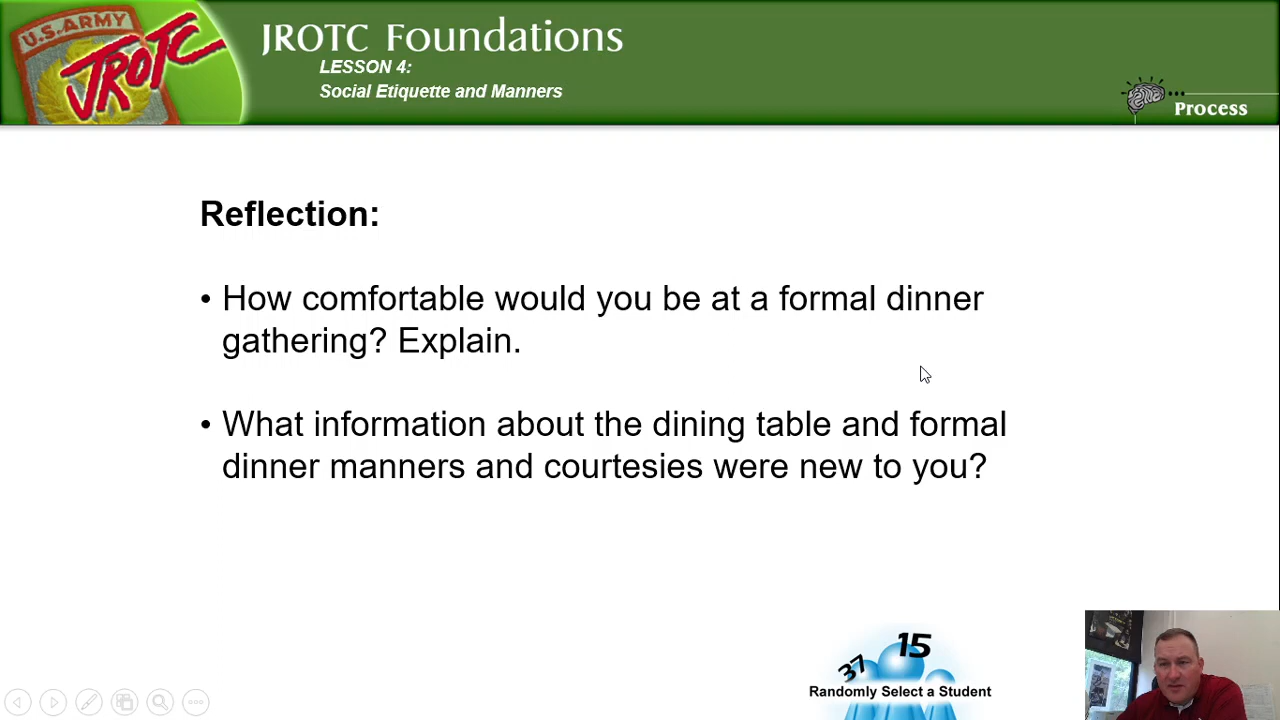 U.S. ARMY
JROTC
JROTC Foundations
LESSON 4:
Social Etiquette and Manners
Process
Reflection:
• How comfortable would you be at a formal dinner
gathering? Explain.
• What information about the dining table and formal
dinner manners and courtesies were new to you?
37
15
Randomly Select a Student